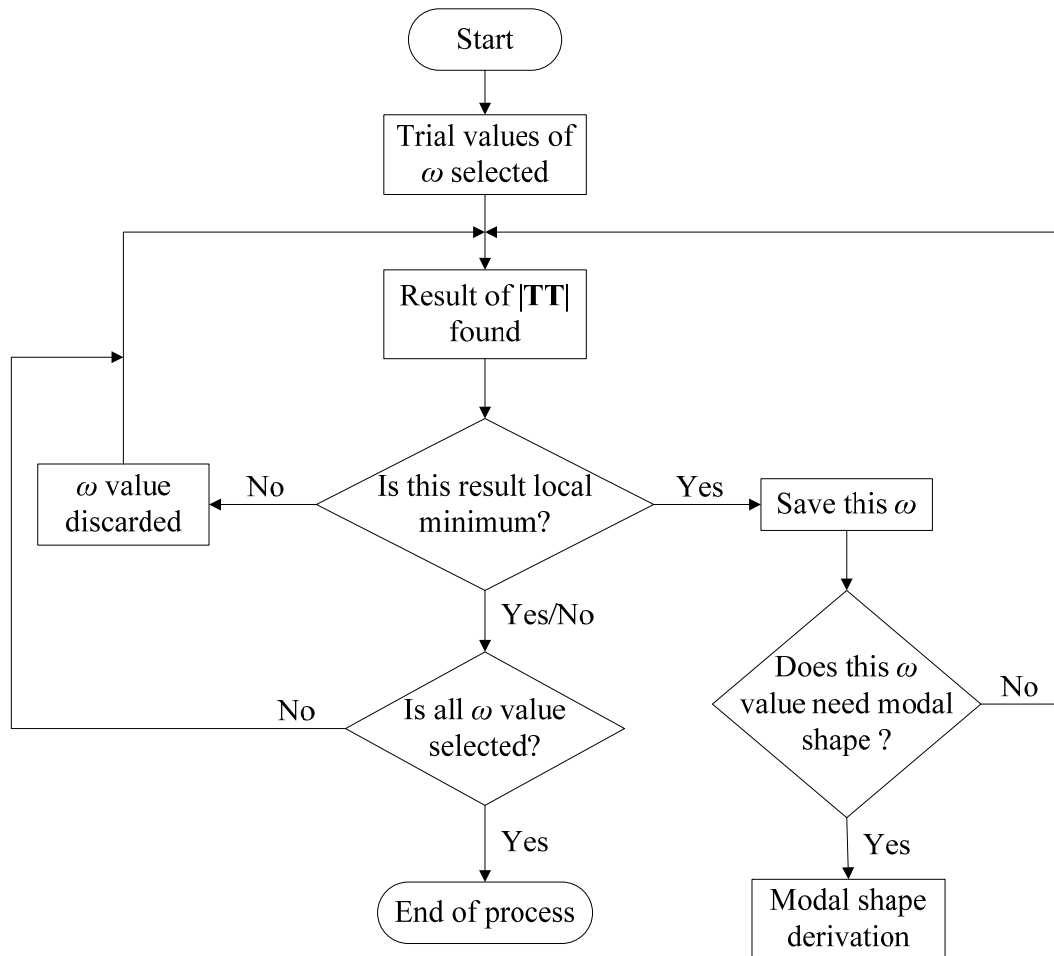 Start
Trial values of
ω selected
Result of |TT|
found
ω value
discarded
No
Is this result local
minimum?
Yes
Save this ω
Yes/No
Does this ω
value need modal
shape ?
No
No
Is all ω value
selected?
Yes
Yes
End of process
Modal shape
derivation